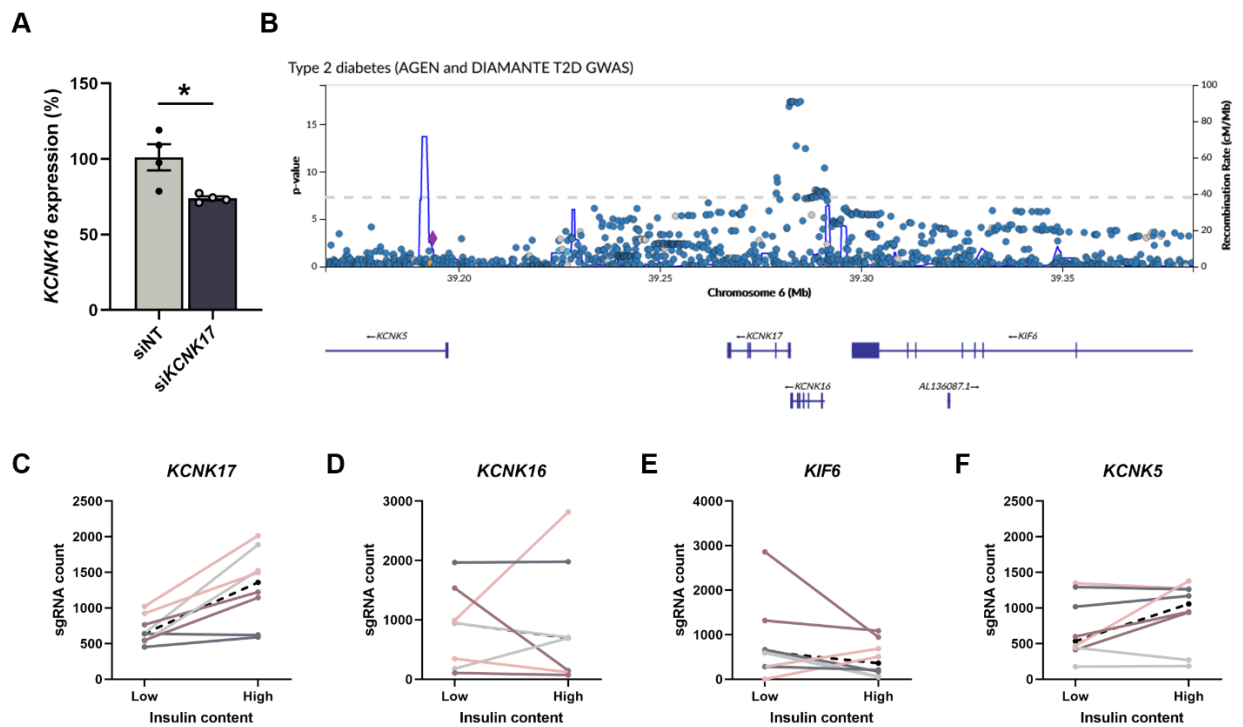 A
KCNK16 expression (%)
150
100
50
0
*
siNT
siKCNK17
B
Type 2 diabetes (AGEN and DIAMANTE T2D GWAS)
p-value
15
10
5
0
100
80
60
40
20
0
Recombination Rate (cM/Mb)
39.20
39.25
39.30
39.35
Chromosome 6 (Mb)
←KCNK5
←KCNK17
←KIF6
←KCNK16
AL136087.1→
C
KCNK17
sgRNA count
2500
2000
1500
1000
500
0
Low
High
Insulin content
D
KCNK16
sgRNA count
3000
2000
1000
0
Low
High
Insulin content
E
KIF6
sgRNA count
4000
3000
2000
1000
0
Low
High
Insulin content
F
KCNK5
sgRNA count
2500
2000
1500
1000
500
0
Low
High
Insulin content